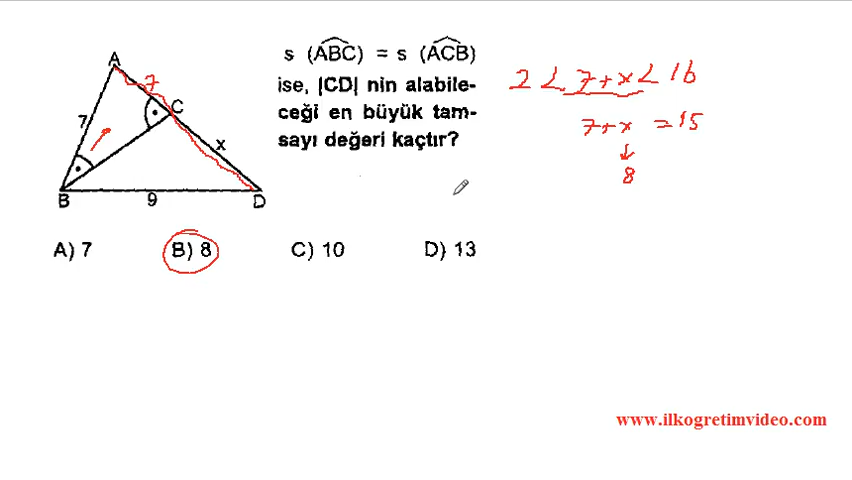 s (ABC) = s (ACB)
ise, |CD| nin alabile-
ceği en büyük tam-
sayı değeri kaçtır?
A
7
C
7
x
B
9
D
2 < 7+x < 16
7+x = 15
↓
8
A) 7 B) 8 C) 10 D) 13
www.ilkogretimvideo.com